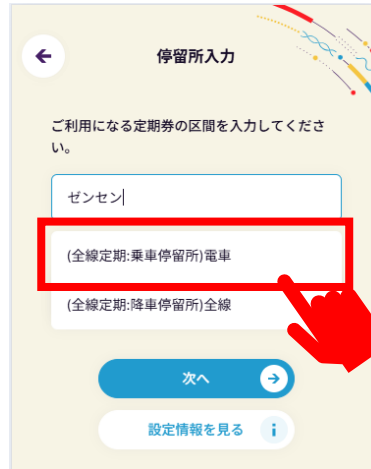 停留所入力
ご利用になる定期券の区間を入力してくださ
い。
ゼンセン
(全線定期:乗車停留所)電車
(全線定期:降車停留所)全線
次へ
設定情報を見る i